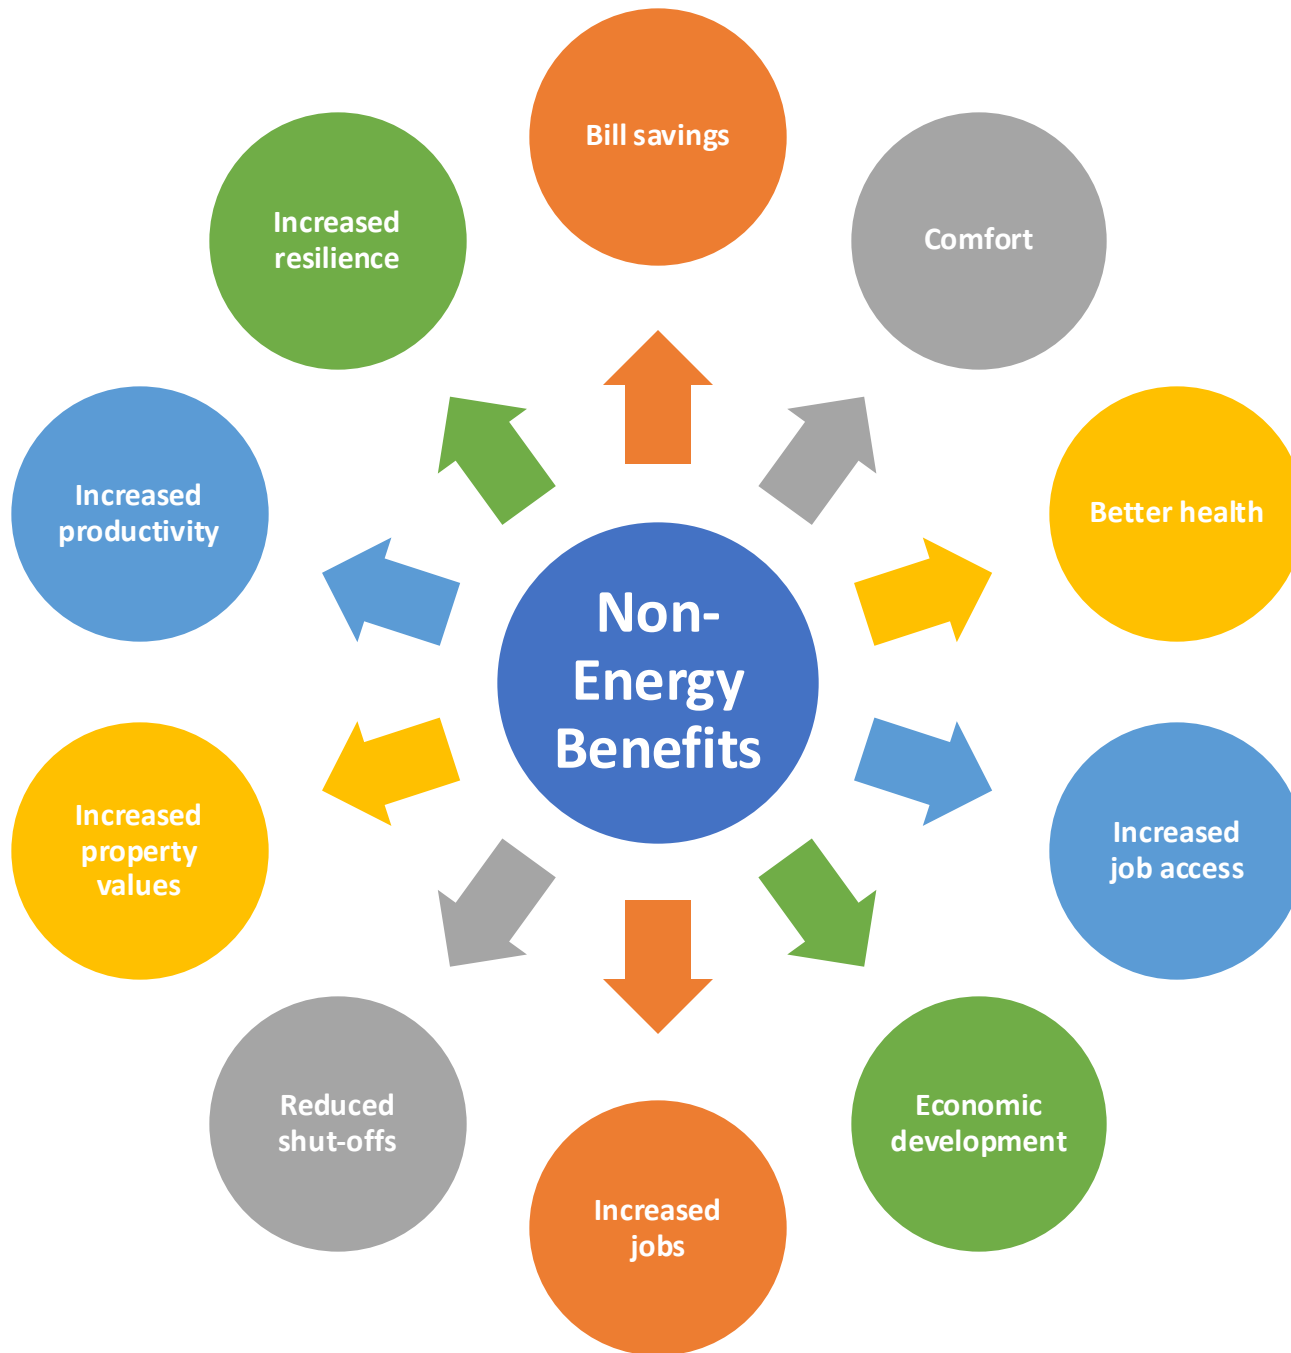 Bill savings
Comfort
Better health
Increased
job access
Economic
development
Increased
jobs
Reduced
shut-offs
Increased
property
values
Increased
productivity
Increased
resilience
Non-
Energy
Benefits